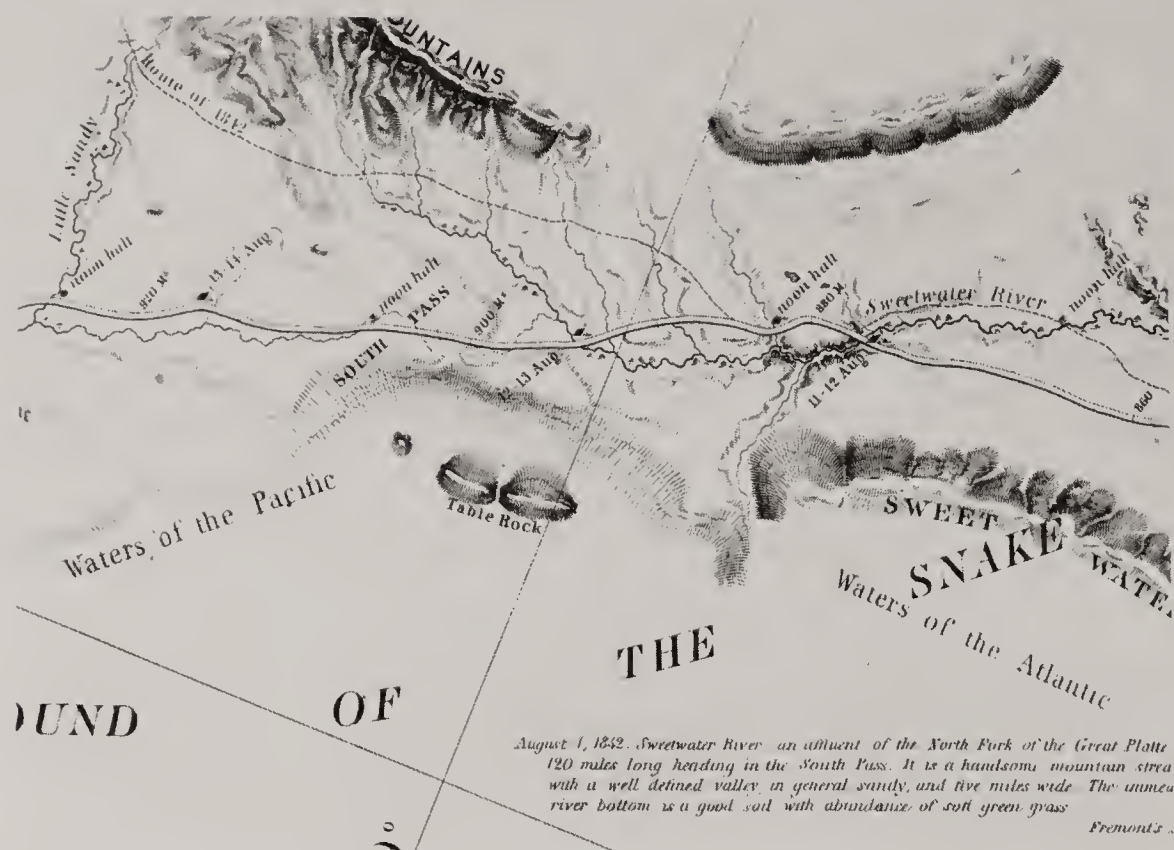 OUNTAINS
Route of 1842
Little Sandy
noon halt
13-14 Aug
noon halt
PASS
900 Ms
SOUTH
12-13 Aug
noon halt
880 M
Sweetwater River
noon halt
11-12 Aug
860
Waters of the Pacific
Table Rock
SWEET
WATE
SNAKE
Waters of the Atlantic
THE
OF
OUND
August 1, 1842. Sweetwater River an affluent of the North Fork of the Great Platte
120 miles long heading in the South Pass. It is a handsome mountain strea
with a well defined valley, in general sandy, and five miles wide The
river bottom is a good soil with abundance of soft green grass
Fremont's